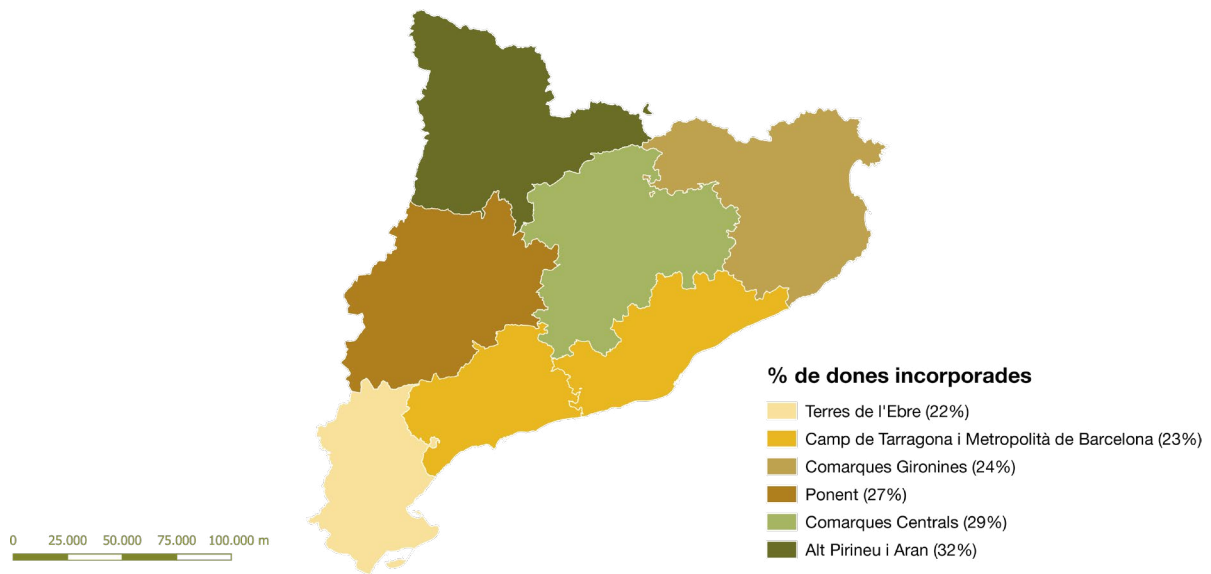 % de dones incorporades
Terres de l'Ebre (22%)
Camp de Tarragona i Metropolità de Barcelona (23%)
Comarques Gironines (24%)
Ponent (27%)
Comarques Centrals (29%)
Alt Pirineu i Aran (32%)
0 25.000 50.000 75.000 100.000 m